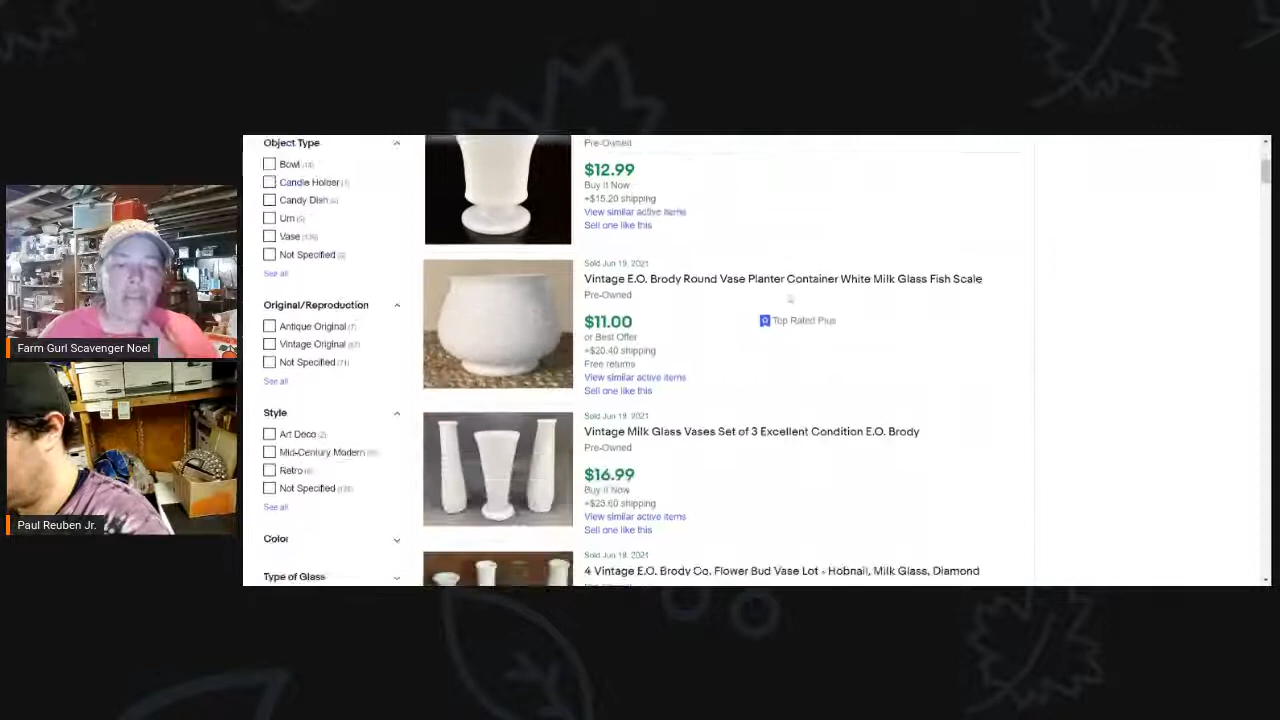 Object Type
Bowl
Candle Holder
Candy Dish
Urn
Vase
Not Specified
See all
Original/Reproduction
Antique Original (7)
Vintage Original
Not Specified (71)
See all
Style
Art Deco (2)
Mid-Century Modern
Retro
Not Specified
See all
Color
Type of Glass
Pre-Owned
$12.99
Buy It Now
+$15.20 shipping
View similar active items
Sell one like this
Sold Jun 19, 2021
Vintage E.O. Brody Round Vase Planter Container White Milk Glass Fish Scale
Pre-Owned
$11.00
Top Rated Plus
or Best Offer
+$20.40 shipping
Free returns
View similar active items
Sell one like this
Sold Jun 19, 2021
Vintage Milk Glass Vases Set of 3 Excellent Condition E.O. Brody
Pre-Owned
$16.99
Buy It Now
+$23.60 shipping
View similar active items
Sell one like this
Sold Jun 18, 2021
4 Vintage E.O. Brody Co. Flower Bud Vase Lot - Hobnail, Milk Glass, Diamond
Farm Gurl Scavenger Noel
Paul Reuben Jr.